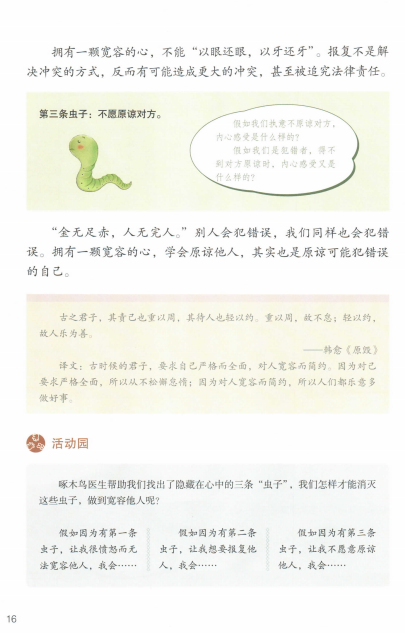 拥有一颗宽容的心，不能“以眼还眼，以牙还牙”。报复不是解
决冲突的方式，反而有可能造成更大的冲突，甚至被追究法律责任。
第三条虫子：不愿原谅对方。
假如我们执意不原谅对方，
内心感受是什么样的？
假如我们是犯错者，得不
到对方原谅时，内心感受又是
什么样的？
“金无足赤，人无完人。”别人会犯错误，我们同样也会犯错
误。拥有一颗宽容的心，学会原谅他人，其实也是原谅可能犯错误
的自己。
古之君子，其责己也重以周，其待人也轻以约。重以周，故不怠；轻以约，
故人乐为善。
——韩愈《原毁》
译文：古时候的君子，要求自己严格而全面，对人宽容而简约。因为对己
要求严格全面，所以从不松懈怠惰；因为对人宽容而简约，所以人们都乐意多
做好事。
活动园
啄木鸟医生帮助我们找出了隐藏在心中的三条“虫子”，我们怎样才能消灭
这些虫子，做到宽容他人呢？
假如因为有第一条
虫子，让我很愤怒而无
法宽容他人，我会……
假如因为有第二条
虫子，让我想要报复他
人，我会……
假如因为有第三条
虫子，让我不愿意原谅
他人，我会……
16